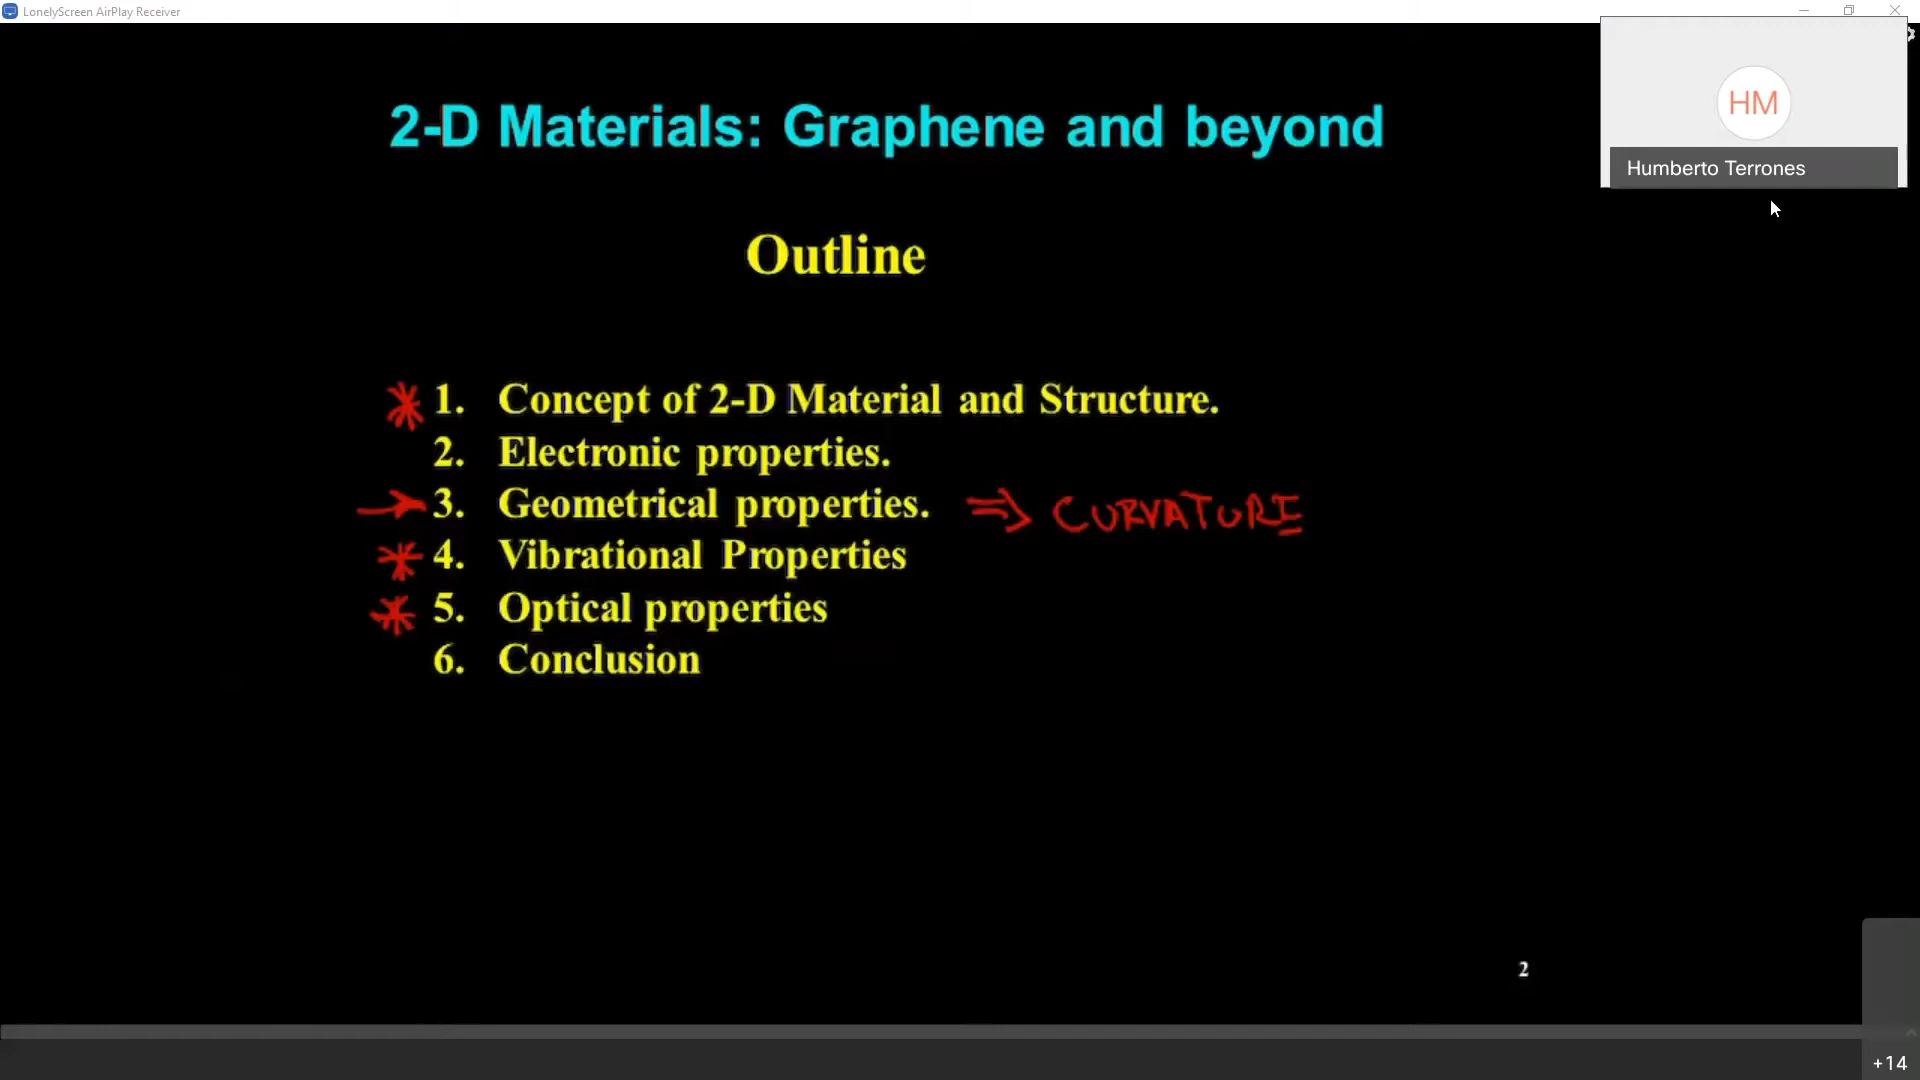 LonelyScreen AirPlay Receiver
HM
Humberto Terrones
2-D Materials: Graphene and beyond
Outline
* 1. Concept of 2-D Material and Structure.
2. Electronic properties.
→ 3. Geometrical properties. ⇒ CURVATURE
* 4. Vibrational Properties
* 5. Optical properties
6. Conclusion
2
+14